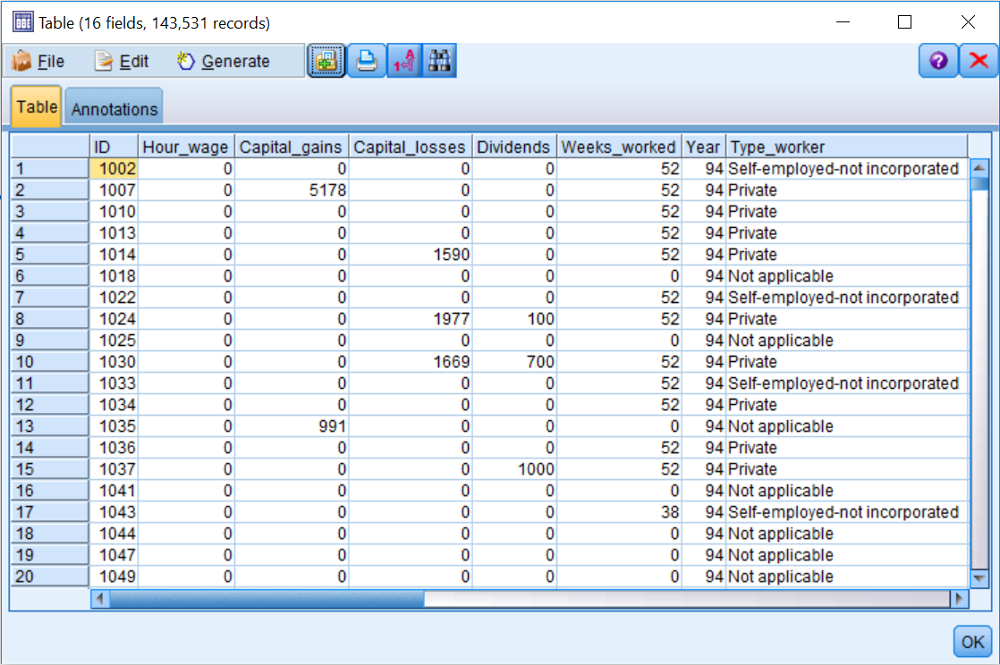 Table (16 fields, 143,531 records)
File Edit Generate
Table Annotations
ID Hour_wage Capital_gains Capital_losses Dividends Weeks_worked Year Type_worker
1 1002 0 0 0 0 52 94 Self-employed-not incorporated
2 1007 0 5178 0 0 52 94 Private
3 1010 0 0 0 0 52 94 Private
4 1013 0 0 0 0 52 94 Private
5 1014 0 0 1590 0 52 94 Private
6 1018 0 0 0 0 0 94 Not applicable
7 1022 0 0 0 0 52 94 Self-employed-not incorporated
8 1024 0 0 1977 100 52 94 Private
9 1025 0 0 0 0 0 94 Not applicable
10 1030 0 0 1669 700 52 94 Private
11 1033 0 0 0 0 52 94 Self-employed-not incorporated
12 1034 0 0 0 0 52 94 Private
13 1035 0 991 0 0 0 94 Not applicable
14 1036 0 0 0 0 52 94 Private
15 1037 0 0 0 1000 52 94 Private
16 1041 0 0 0 0 0 94 Not applicable
17 1043 0 0 0 0 38 94 Self-employed-not incorporated
18 1044 0 0 0 0 0 94 Not applicable
19 1047 0 0 0 0 0 94 Not applicable
20 1049 0 0 0 0 0 94 Not applicable
OK